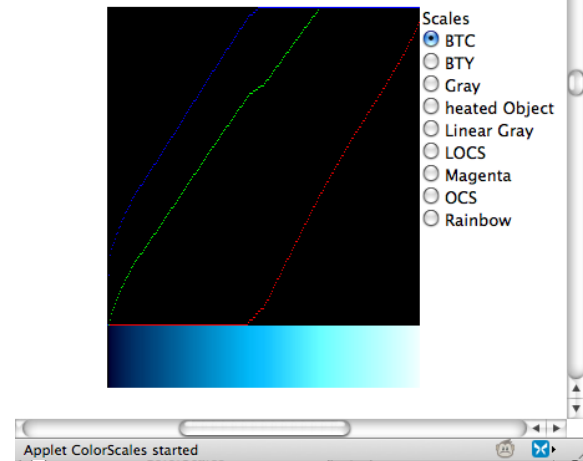 Scales
BTC
BTY
Gray
heated Object
Linear Gray
LOCS
Magenta
OCS
Rainbow
Applet ColorScales started